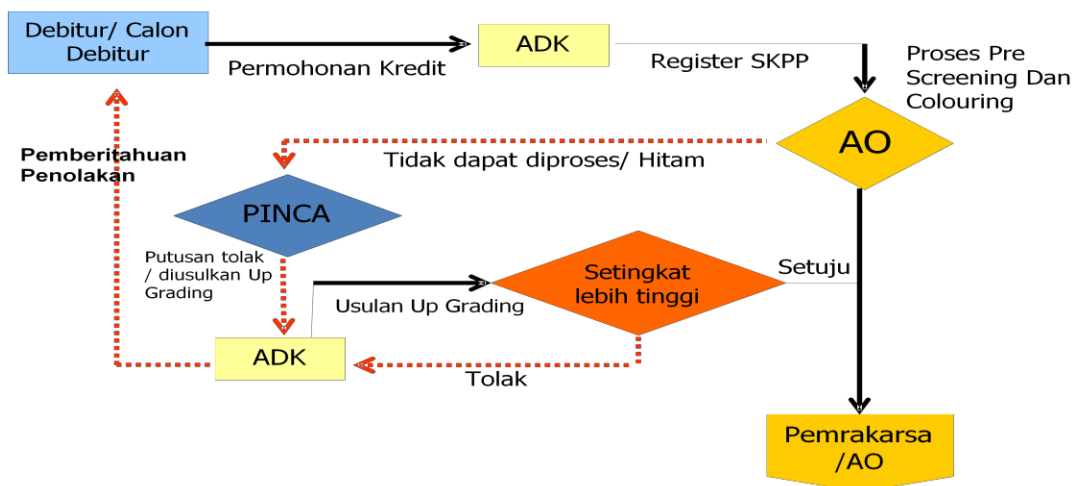 Debitur/ Calon
Debitur
Permohonan Kredit
ADK
Register SKPP
Proses Pre
Screening Dan
Colouring
AO
Tidak dapat diproses/ Hitam
Pemberitahuan
Penolakan
PINCA
Putusan tolak
/ diusulkan Up
Grading
Usulan Up Grading
Setingkat
lebih tinggi
Setuju
ADK
Tolak
Pemrakarsa
/AO